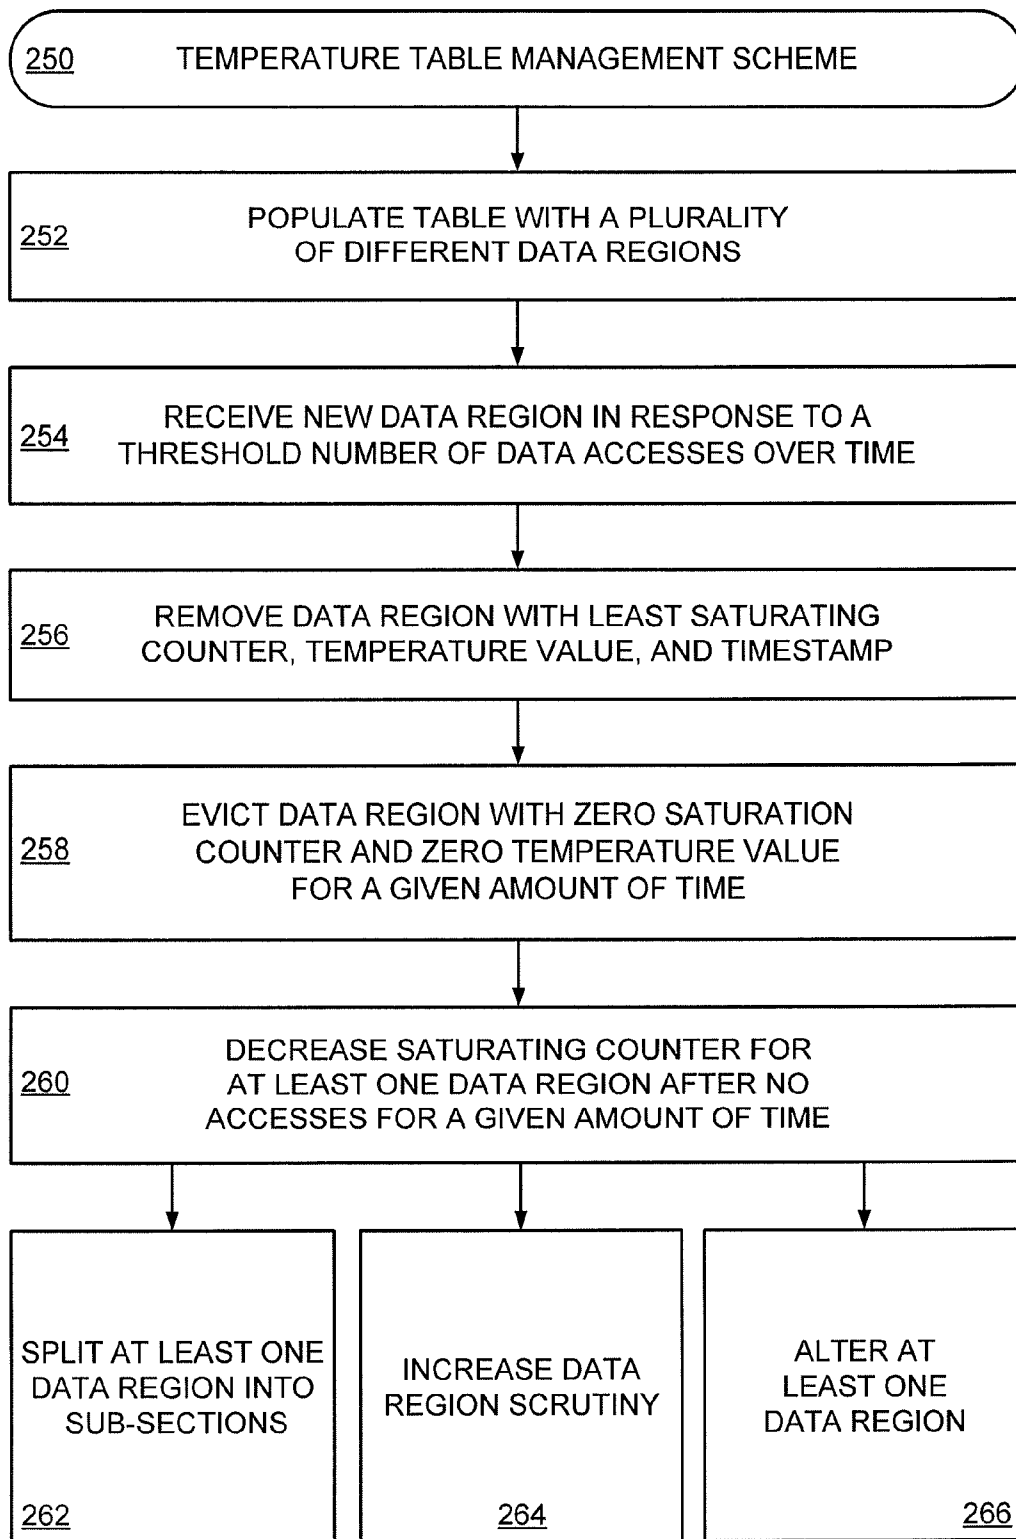 250 TEMPERATURE TABLE MANAGEMENT SCHEME
POPULATE TABLE WITH A PLURALITY
252
OF DIFFERENT DATA REGIONS
RECEIVE NEW DATA REGION IN RESPONSE TO A
254
THRESHOLD NUMBER OF DATA ACCESSES OVER TIME
REMOVE DATA REGION WITH LEAST SATURATING
256
COUNTER, TEMPERATURE VALUE, AND TIMESTAMP
EVICT DATA REGION WITH ZERO SATURATION
258 COUNTER AND ZERO TEMPERATURE VALUE
FOR A GIVEN AMOUNT OF TIME
DECREASE SATURATING COUNTER FOR
260 AT LEAST ONE DATA REGION AFTER NO
ACCESSES FOR A GIVEN AMOUNT OF TIME
SPLIT AT LEAST ONE
DATA REGION INTO
SUB-SECTIONS
262
INCREASE DATA
REGION SCRUTINY
264
ALTER AT
LEAST ONE
DATA REGION
266